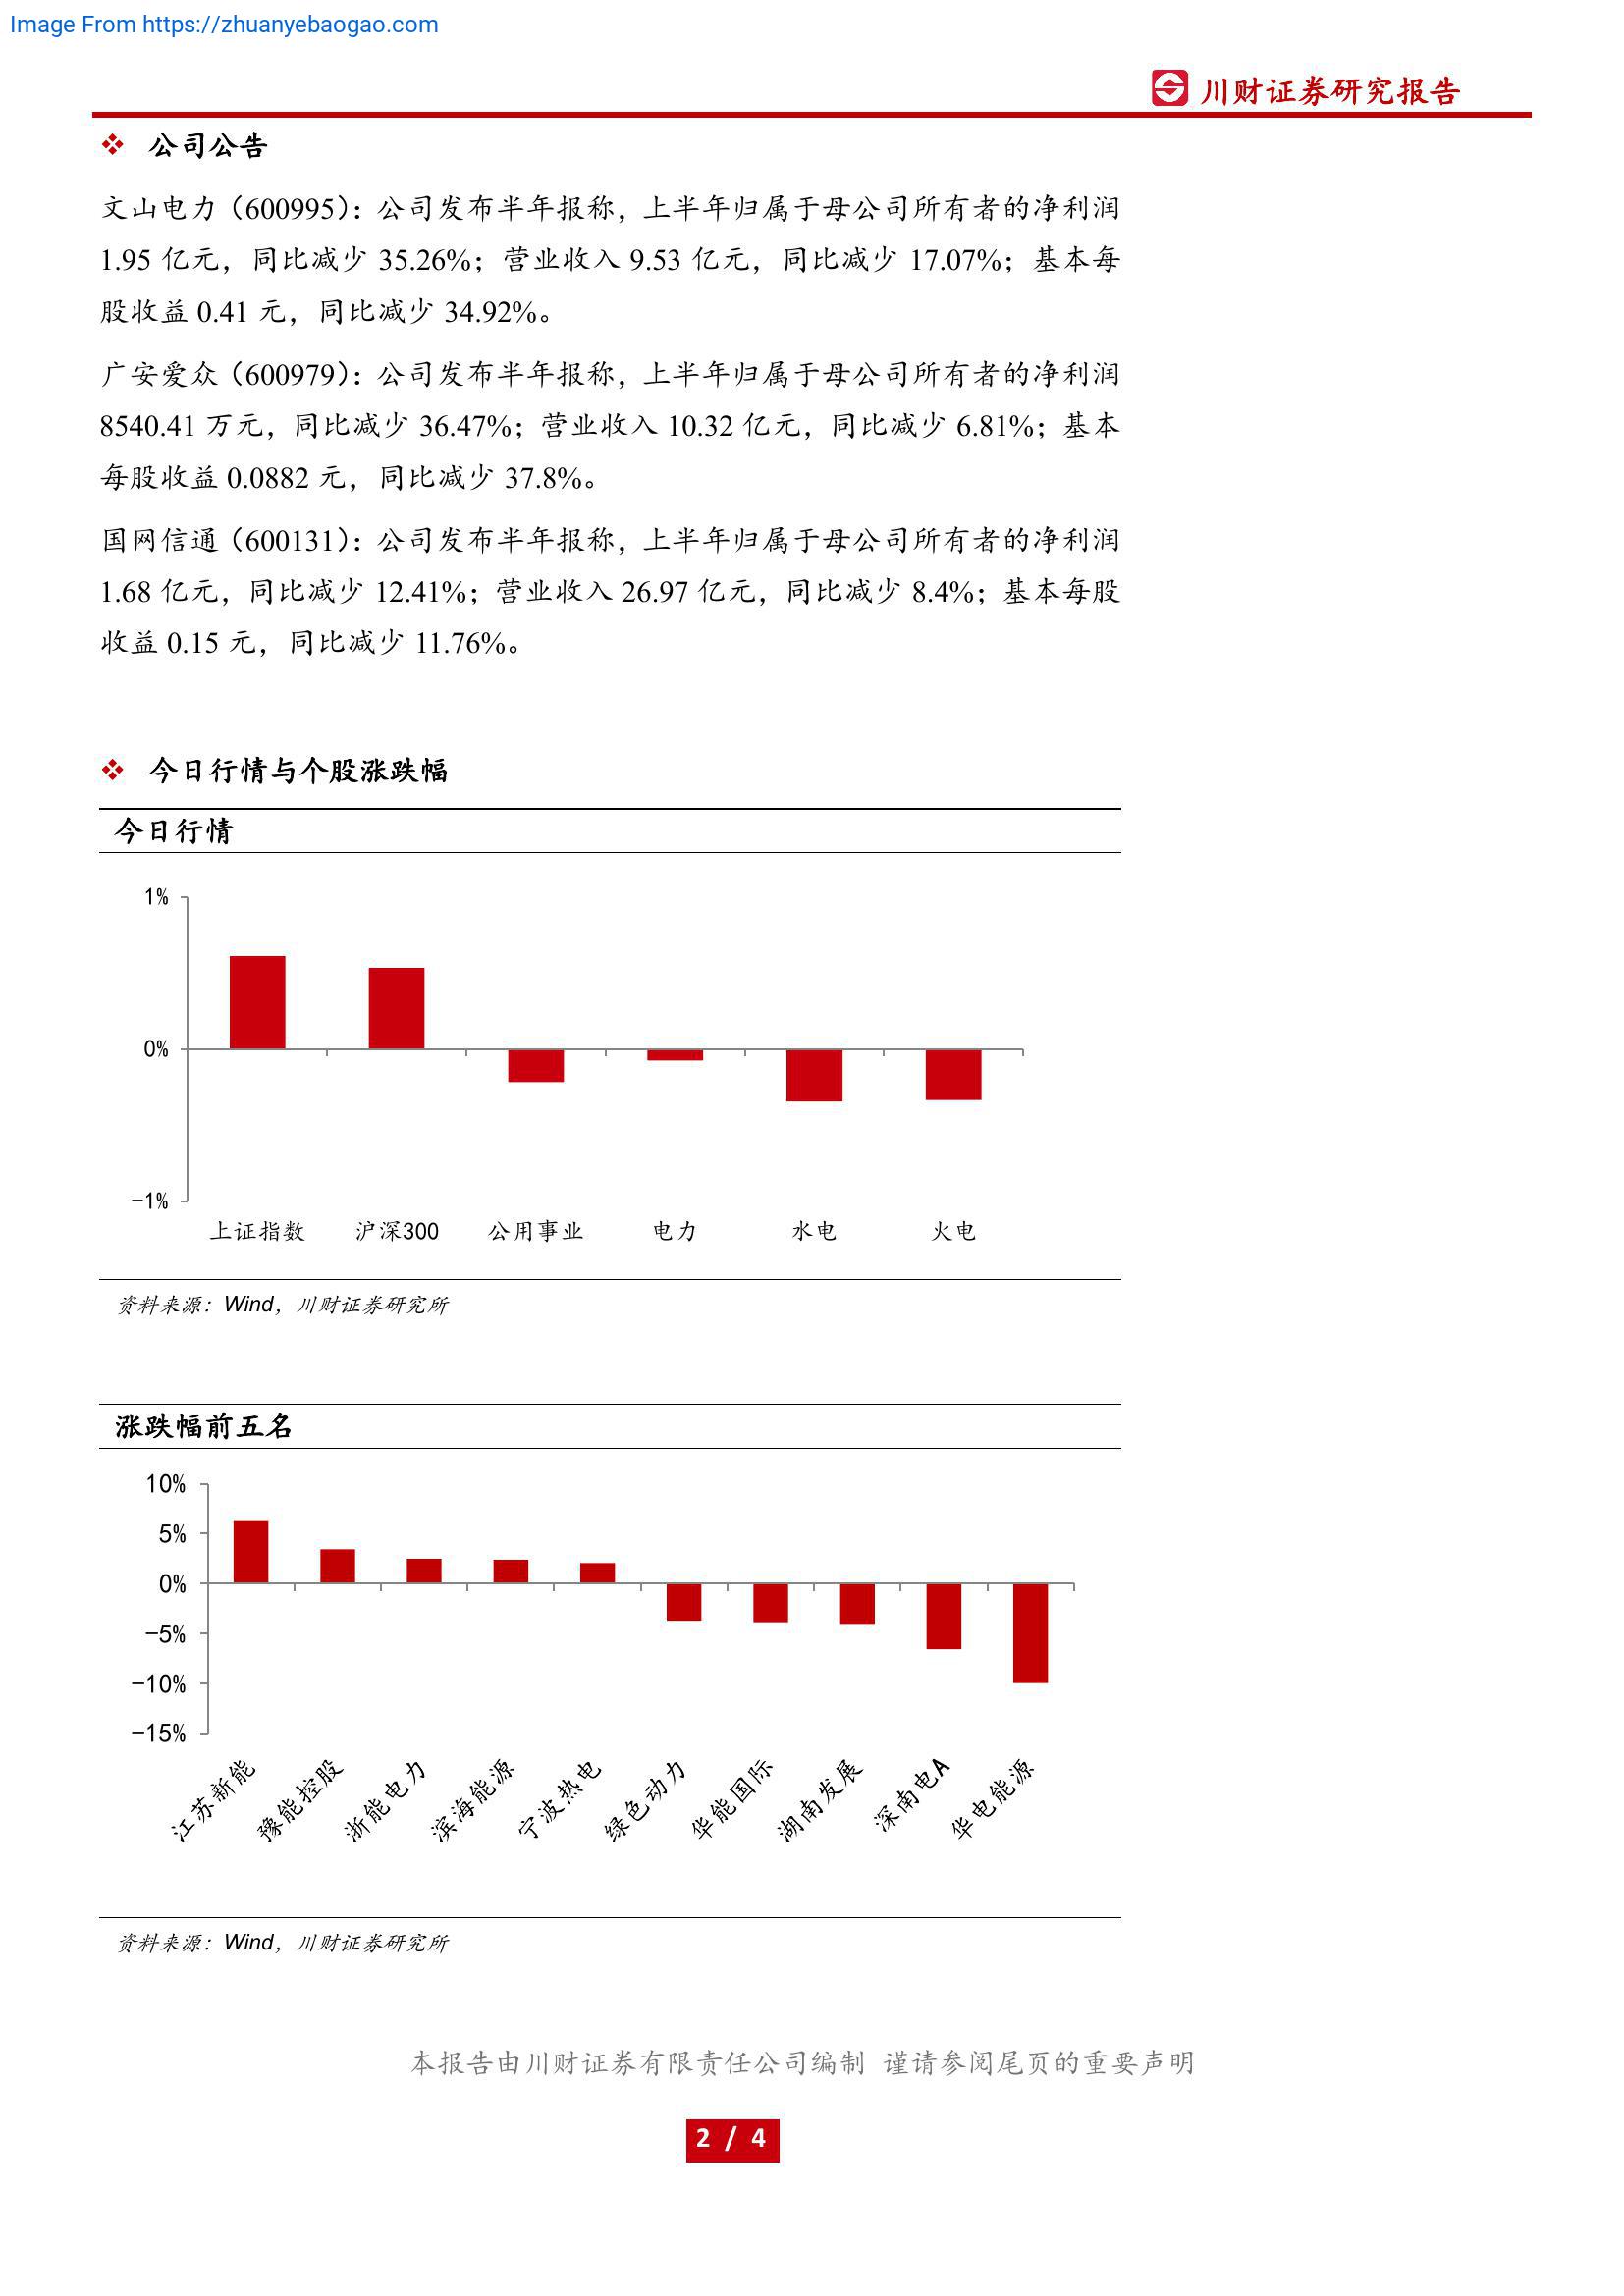 Image From https://zhuanyebaogao.com
川财证券研究报告
公司公告
文山电力（600995）：公司发布半年报称，上半年归属于母公司所有者的净利润
1.95 亿元，同比减少 35.26%；营业收入 9.53 亿元，同比减少 17.07%；基本每
股收益 0.41 元，同比减少 34.92%。
广安爱众（600979）：公司发布半年报称，上半年归属于母公司所有者的净利润
8540.41 万元，同比减少 36.47%；营业收入 10.32 亿元，同比减少 6.81%；基本
每股收益 0.0882 元，同比减少 37.8%。
国网信通（600131）：公司发布半年报称，上半年归属于母公司所有者的净利润
1.68 亿元，同比减少 12.41%；营业收入 26.97 亿元，同比减少 8.4%；基本每股
收益 0.15 元，同比减少 11.76%。
今日行情与个股涨跌幅
今日行情
1%
0%
-1%
上证指数 沪深300 公用事业 电力 水电 火电
资料来源：Wind，川财证券研究所
涨跌幅前五名
10%
5%
0%
-5%
-10%
-15%
江苏新能 豫能控股 浙能电力 滨海能源 宁波热电 绿色动力 华能国际 湖南发展 深南电A 华电能源
资料来源：Wind，川财证券研究所
本报告由川财证券有限责任公司编制 谨请参阅尾页的重要声明
2 / 4